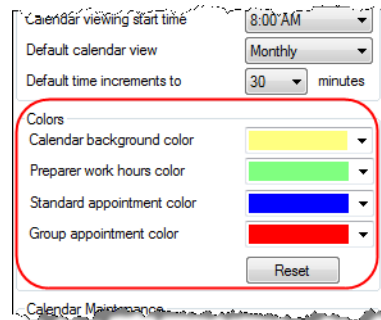 Calendar viewing start time 8:00 AM
Default calendar view Monthly
Default time increments to 30 minutes
Colors
Calendar background color
Preparer work hours color
Standard appointment color
Group appointment color
Reset
Calendar Maintenance